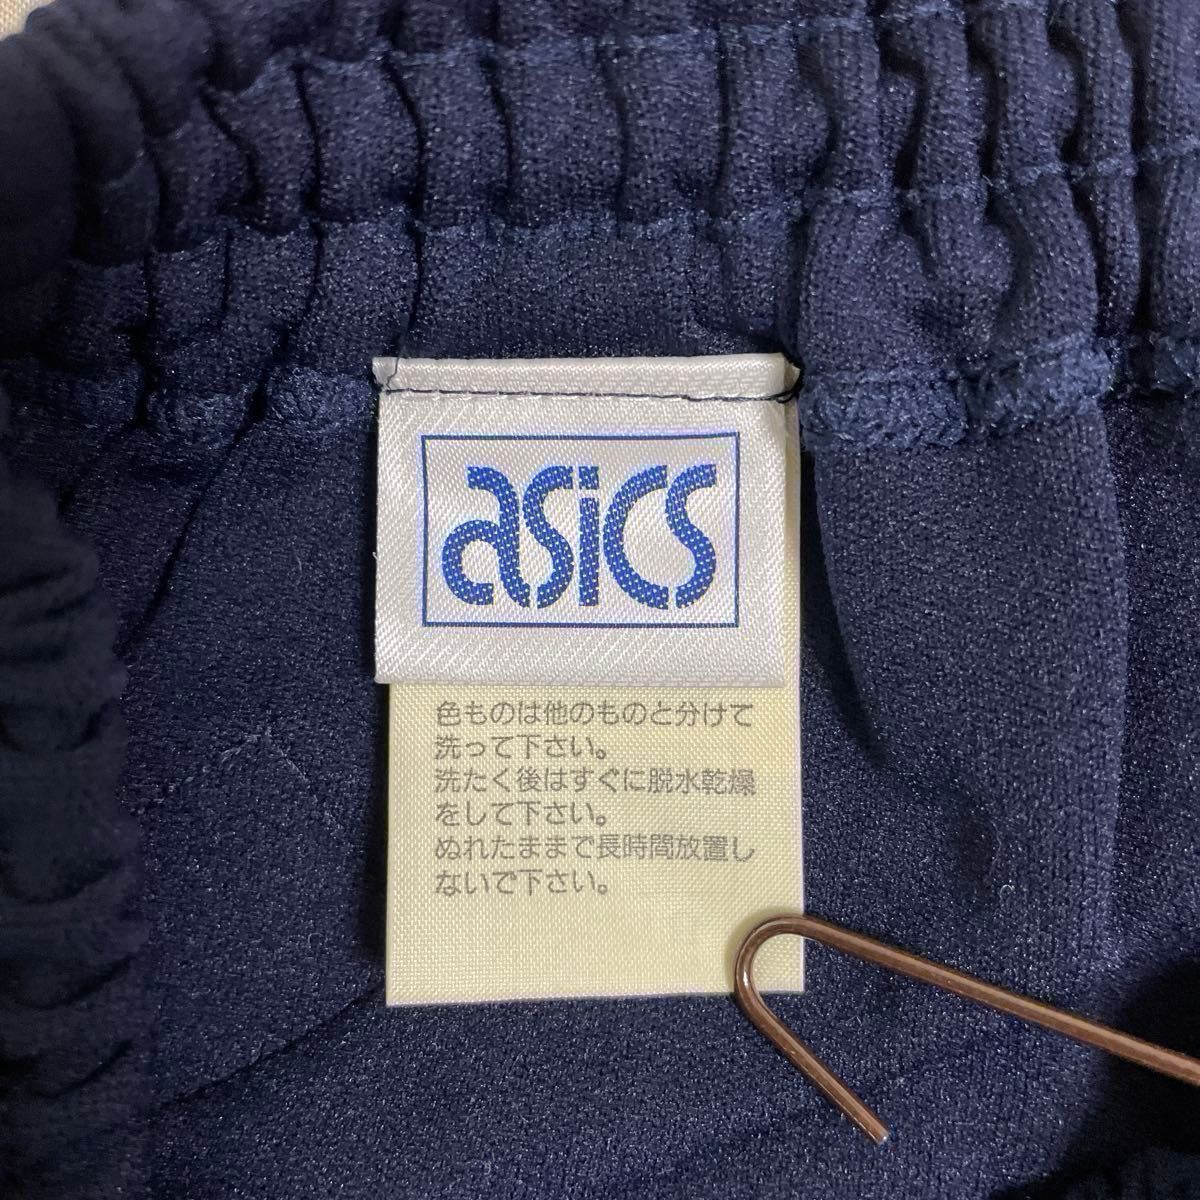 asics
色ものは他のものと分けて
洗って下さい。
洗たく後はすぐに脱水乾燥
をして下さい。
ぬれたままで長時間放置し
ないで下さい。